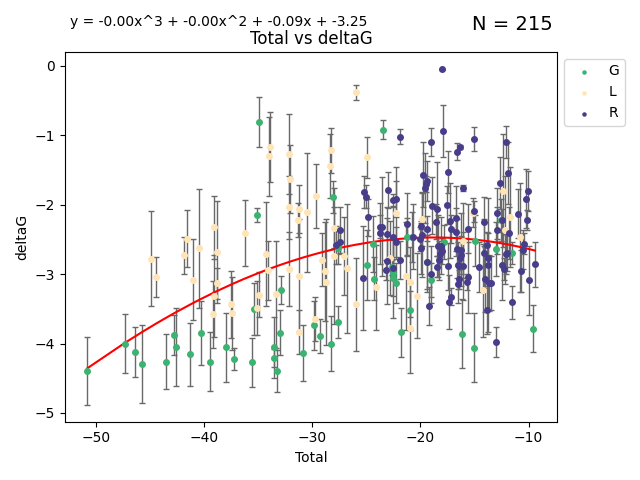 y = -0.00x^3 + -0.00x^2 + -0.09x + -3.25
N = 215
Total vs deltaG
G
L
R
deltaG
0
−1
−2
−3
−4
−5
−50 −40 −30 −20 −10
Total